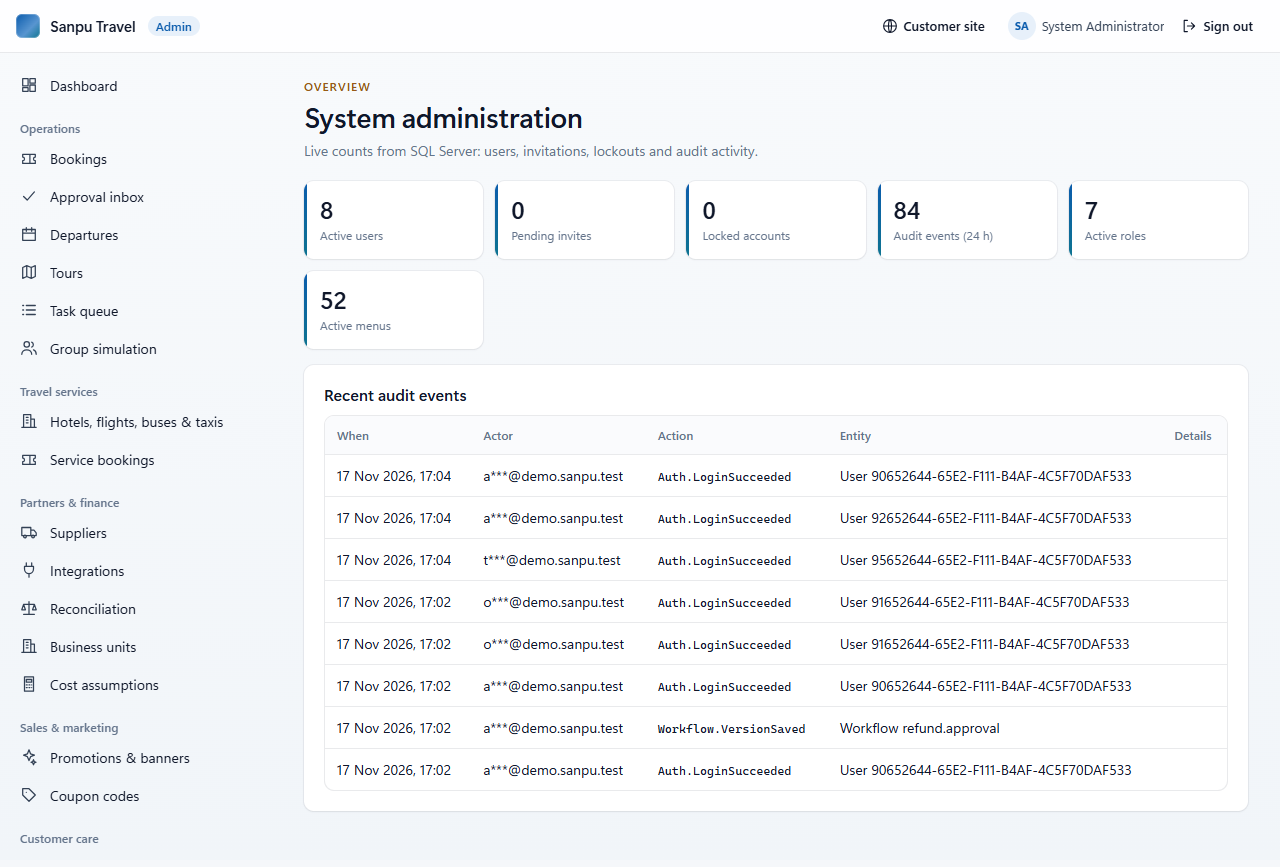 Sanpu Travel Admin
Customer site
SA System Administrator
Sign out
Dashboard
Operations
Bookings
Approval inbox
Departures
Tours
Task queue
Group simulation
Travel services
Hotels, flights, buses & taxis
Service bookings
Partners & finance
Suppliers
Integrations
Reconciliation
Business units
Cost assumptions
Sales & marketing
Promotions & banners
Coupon codes
Customer care
OVERVIEW
System administration
Live counts from SQL Server: users, invitations, lockouts and audit activity.
8
Active users
0
Pending invites
0
Locked accounts
84
Audit events (24 h)
7
Active roles
52
Active menus
Recent audit events
When Actor Action Entity Details
17 Nov 2026, 17:04 a***@demo.sanpu.test Auth.LoginSucceeded User 90652644-65E2-F111-B4AF-4C5F70DAF533
17 Nov 2026, 17:04 a***@demo.sanpu.test Auth.LoginSucceeded User 92652644-65E2-F111-B4AF-4C5F70DAF533
17 Nov 2026, 17:04 t***@demo.sanpu.test Auth.LoginSucceeded User 95652644-65E2-F111-B4AF-4C5F70DAF533
17 Nov 2026, 17:02 o***@demo.sanpu.test Auth.LoginSucceeded User 91652644-65E2-F111-B4AF-4C5F70DAF533
17 Nov 2026, 17:02 o***@demo.sanpu.test Auth.LoginSucceeded User 91652644-65E2-F111-B4AF-4C5F70DAF533
17 Nov 2026, 17:02 a***@demo.sanpu.test Auth.LoginSucceeded User 90652644-65E2-F111-B4AF-4C5F70DAF533
17 Nov 2026, 17:02 a***@demo.sanpu.test Workflow.VersionSaved Workflow refund.approval
17 Nov 2026, 17:02 a***@demo.sanpu.test Auth.LoginSucceeded User 90652644-65E2-F111-B4AF-4C5F70DAF533